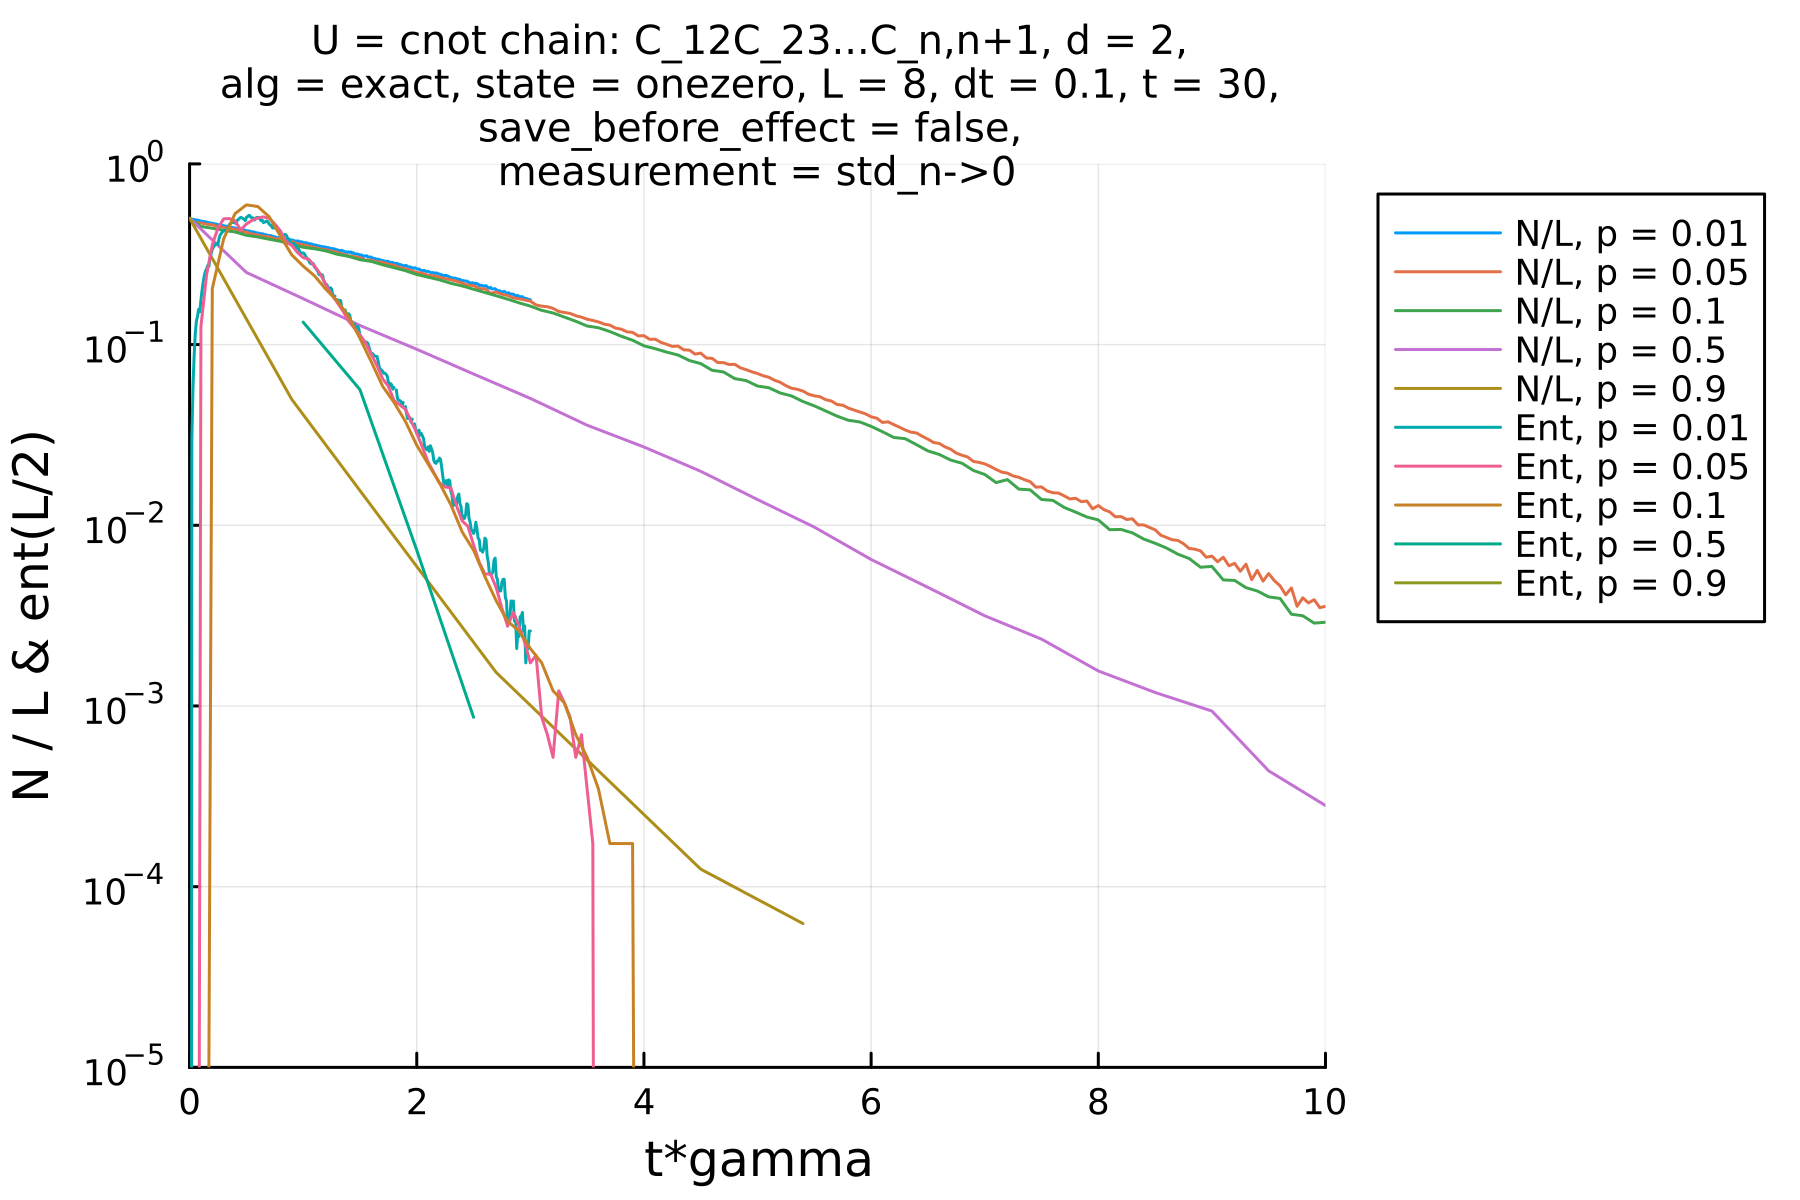 U = cnot chain: C_12C_23...C_n,n+1, d = 2,
alg = exact, state = onezero, L = 8, dt = 0.1, t = 30,
save_before_effect = false,
measurement = std_n->0
N / L & ent(L/2)
10⁰
10⁻¹
10⁻²
10⁻³
10⁻⁴
10⁻⁵
0 2 4 6 8 10
t*gamma
N/L, p = 0.01
N/L, p = 0.05
N/L, p = 0.1
N/L, p = 0.5
N/L, p = 0.9
Ent, p = 0.01
Ent, p = 0.05
Ent, p = 0.1
Ent, p = 0.5
Ent, p = 0.9